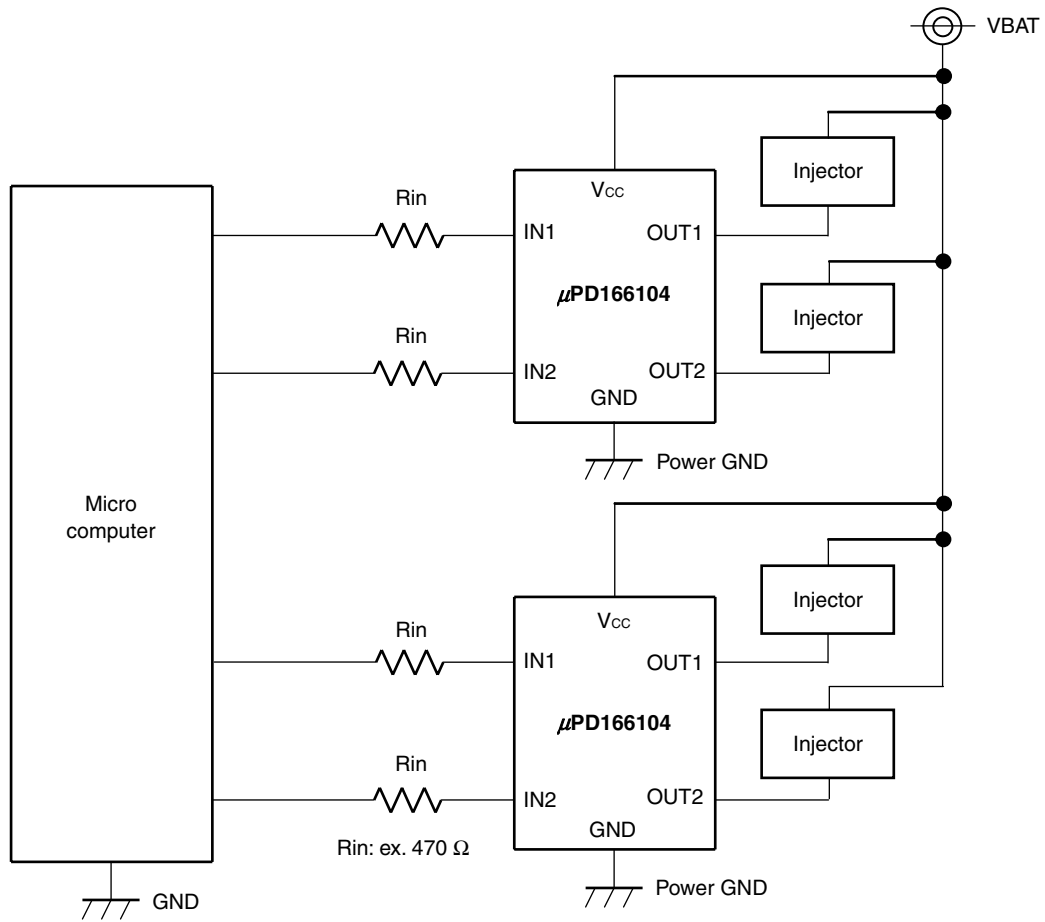 VBAT
Injector
Rin
VCC
IN1
OUT1
μPD166104
Injector
Rin
IN2
OUT2
GND
Power GND
Micro
computer
Injector
Rin
VCC
IN1
OUT1
μPD166104
Injector
Rin
IN2
OUT2
GND
Rin: ex. 470 Ω
Power GND
GND